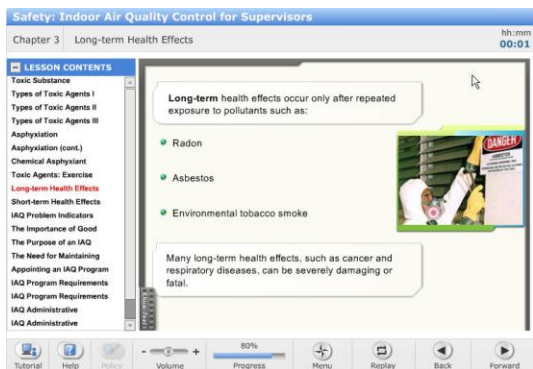 Safety: Indoor Air Quality Control for Supervisors
Chapter 3 Long-term Health Effects
hh:mm
00:01
LESSON CONTENTS
Toxic Substance
Types of Toxic Agents I
Types of Toxic Agents II
Types of Toxic Agents III
Asphyxiation
Asphyxiation (cont.)
Chemical Asphyxiant
Toxic Agents: Exercise
Long-term Health Effects
Short-term Health Effects
IAQ Problem Indicators
The Importance of Good
The Purpose of an IAQ
The Need for Maintaining
Appointing an IAQ Program
IAQ Program Requirements
IAQ Program Requirements
IAQ Administrative
IAQ Administrative
Long-term health effects occur only after repeated
exposure to pollutants such as:
Radon
Asbestos
Environmental tobacco smoke
Many long-term health effects, such as cancer and
respiratory diseases, can be severely damaging or
fatal.
DANGER
ASBESTOS
Tutorial
Help
Policy
- +
Volume
80%
Progress
Menu
Replay
Back
Forward